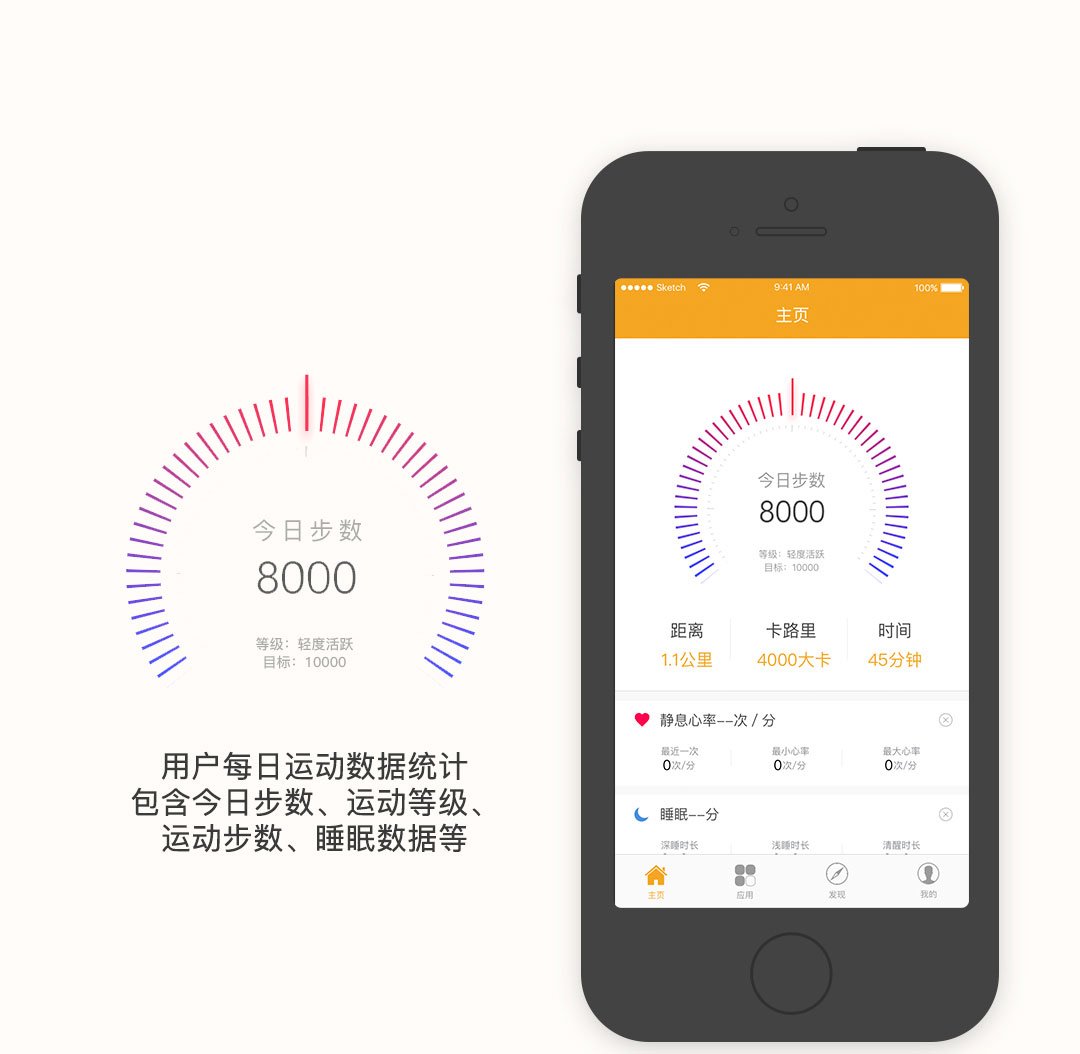 今日步数
8000
等级：轻度活跃
目标：10000
用户每日运动数据统计
包含今日步数、运动等级、
运动步数、睡眠数据等
Sketch 9:41 AM 100%
主页
今日步数
8000
等级：轻度活跃
目标：10000
距离 卡路里 时间
1.1公里 4000大卡 45分钟
静息心率--次 / 分
最近一次 最小心率 最大心率
0次/分 0次/分 0次/分
睡眠--分
深睡时长 浅睡时长 清醒时长
主页 应用 发现 我的